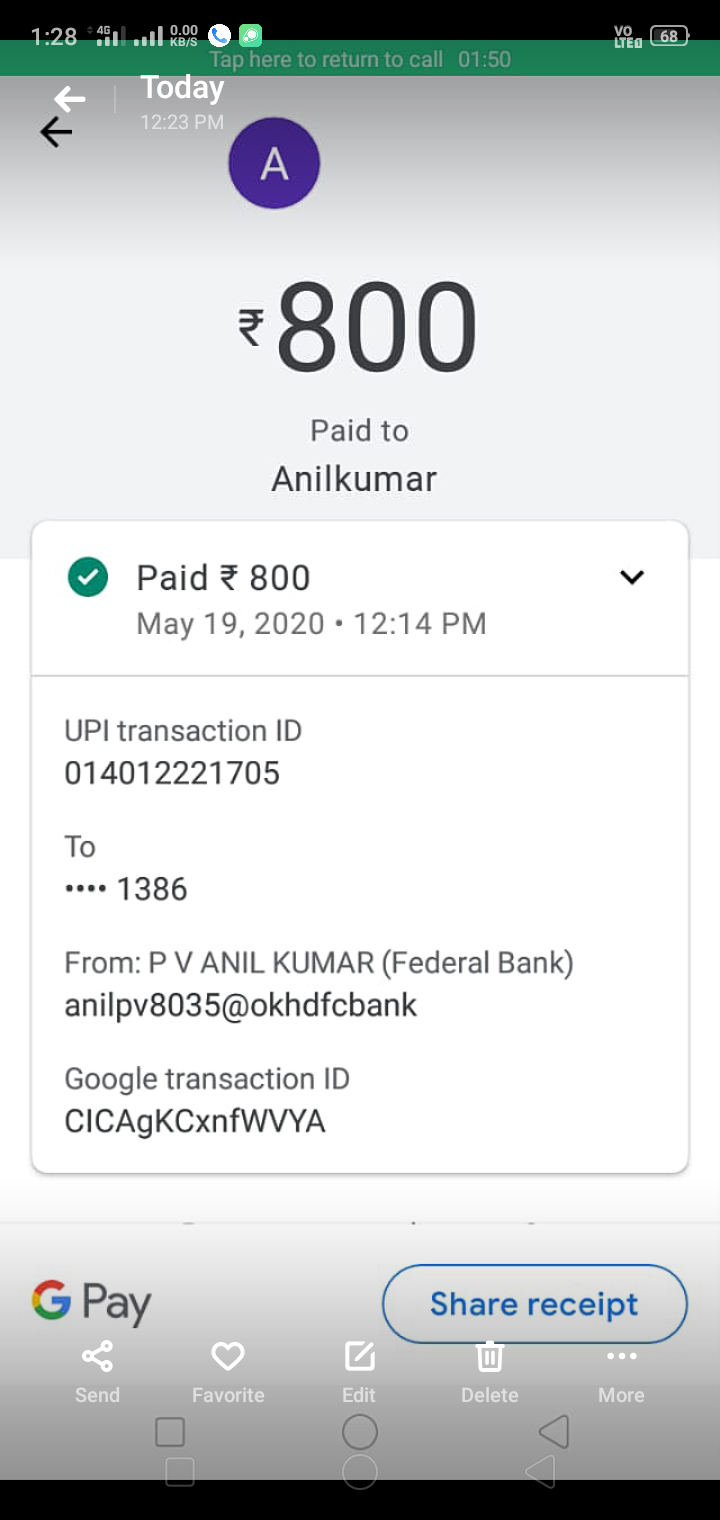 1:28 4G 0.00 KB/S VO LTE 68
Tap here to return to call 01:50
Today
12:23 PM
A
₹800
Paid to
Anilkumar
Paid ₹ 800
May 19, 2020 • 12:14 PM
UPI transaction ID
014012221705
To
•••• 1386
From: P V ANIL KUMAR (Federal Bank)
anilpv8035@okhdfcbank
Google transaction ID
CICAgKCxnfWVYA
G Pay
Share receipt
Send Favorite Edit Delete More